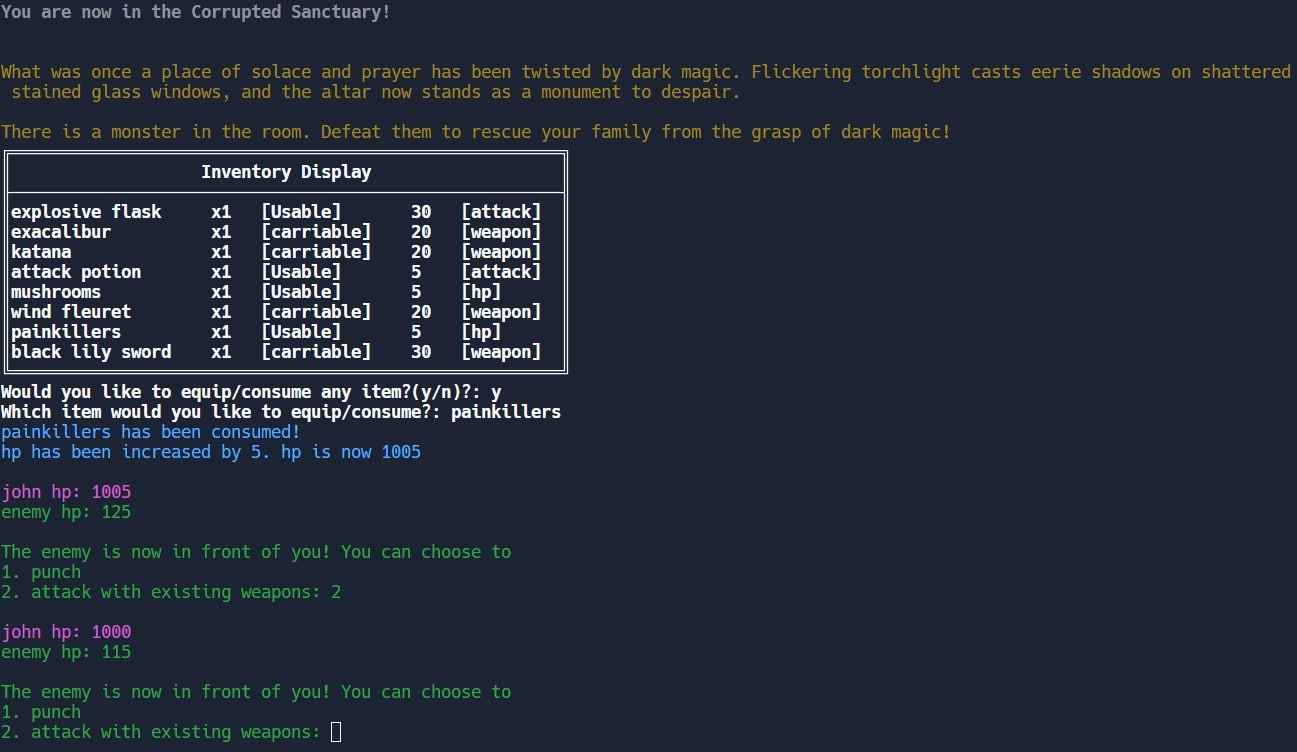 You are now in the Corrupted Sanctuary!
What was once a place of solace and prayer has been twisted by dark magic. Flickering torchlight casts eerie shadows on shattered
stained glass windows, and the altar now stands as a monument to despair.
There is a monster in the room. Defeat them to rescue your family from the grasp of dark magic!
Inventory Display
explosive flask x1 [Usable] 30 [attack]
exacalibur x1 [carriable] 20 [weapon]
katana x1 [carriable] 20 [weapon]
attack potion x1 [Usable] 5 [attack]
mushrooms x1 [Usable] 5 [hp]
wind fleuret x1 [carriable] 20 [weapon]
painkillers x1 [Usable] 5 [hp]
black lily sword x1 [carriable] 30 [weapon]
Would you like to equip/consume any item?(y/n)?: y
Which item would you like to equip/consume?: painkillers
painkillers has been consumed!
hp has been increased by 5. hp is now 1005
john hp: 1005
enemy hp: 125
The enemy is now in front of you! You can choose to
1. punch
2. attack with existing weapons: 2
john hp: 1000
enemy hp: 115
The enemy is now in front of you! You can choose to
1. punch
2. attack with existing weapons: